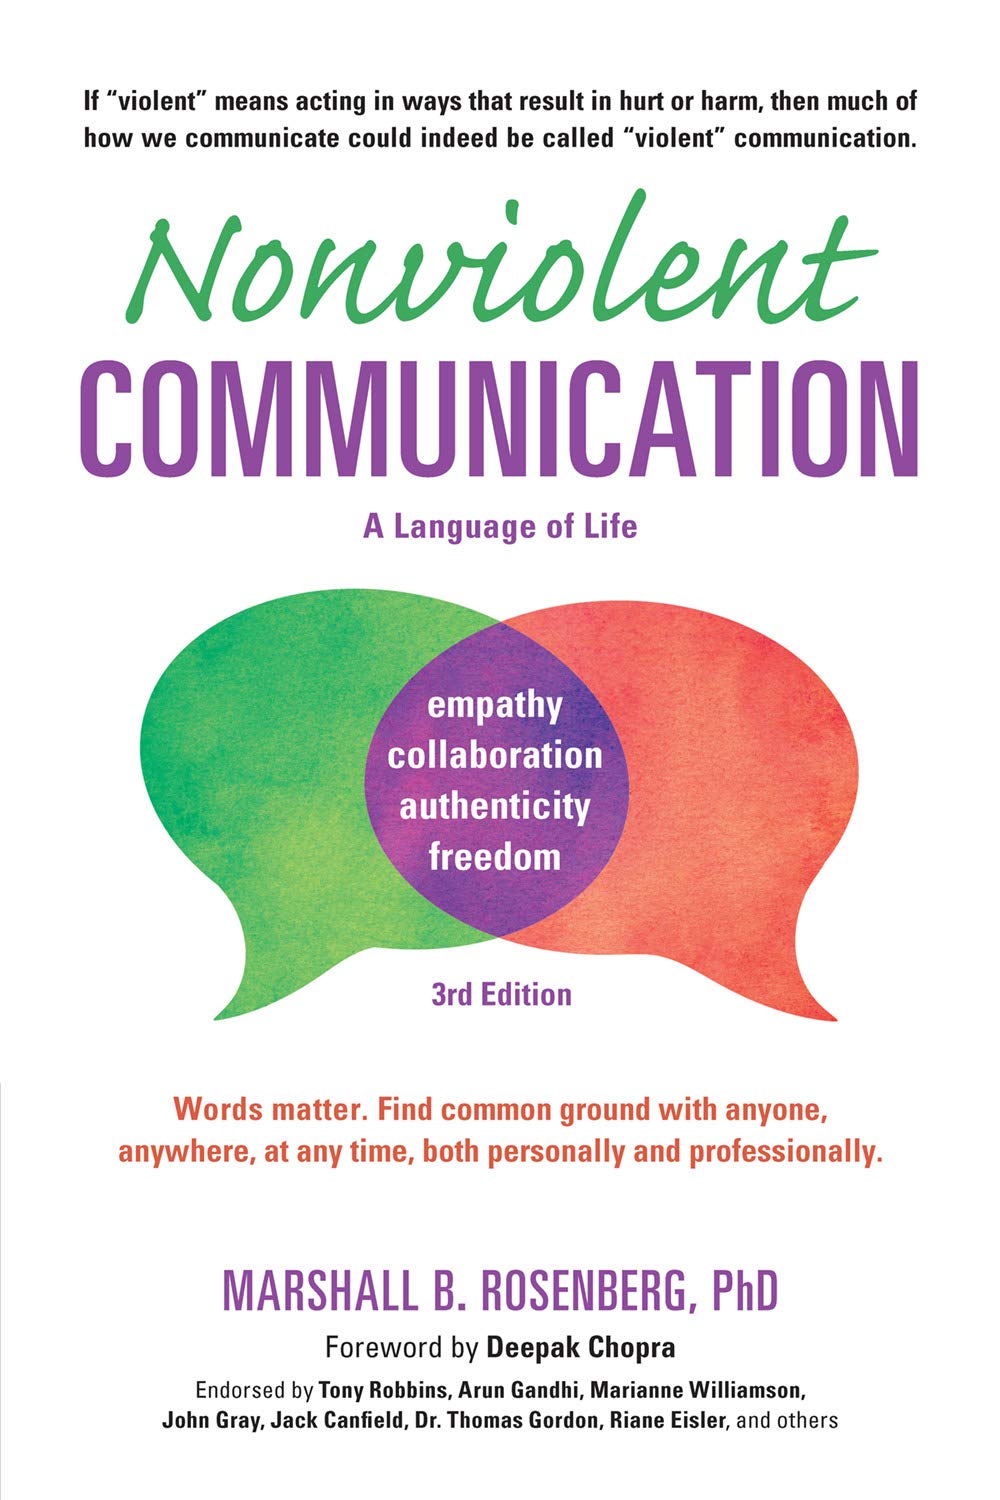 If “violent” means acting in ways that result in hurt or harm, then much of
how we communicate could indeed be called “violent” communication.
Nonviolent
COMMUNICATION
A Language of Life
empathy
collaboration
authenticity
freedom
3rd Edition
Words matter. Find common ground with anyone,
anywhere, at any time, both personally and professionally.
MARSHALL B. ROSENBERG, PhD
Foreword by Deepak Chopra
Endorsed by Tony Robbins, Arun Gandhi, Marianne Williamson,
John Gray, Jack Canfield, Dr. Thomas Gordon, Riane Eisler, and others